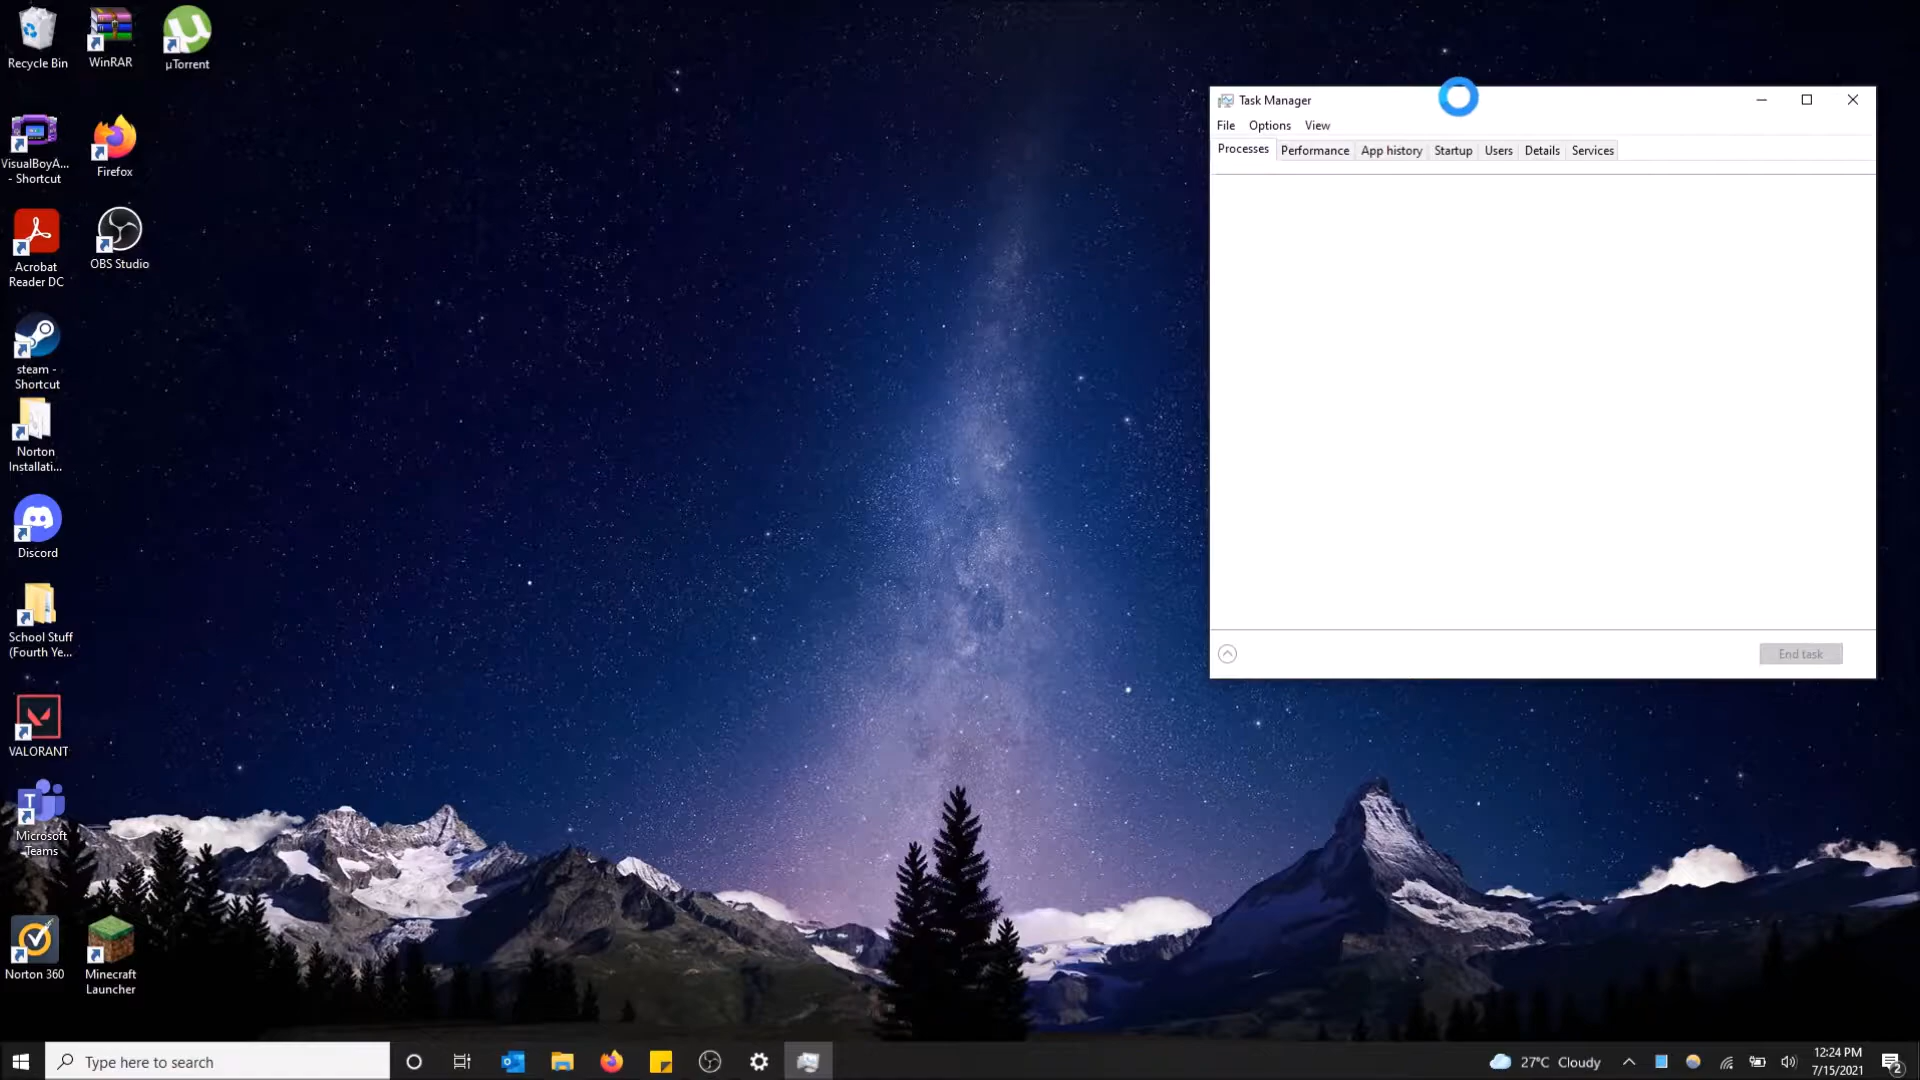 Recycle Bin
WinRAR
µTorrent
VisualBoyA...
- Shortcut
Firefox
Acrobat
Reader DC
OBS Studio
steam -
Shortcut
Norton
Installati...
Discord
School Stuff
(Fourth Ye...
VALORANT
Microsoft
Teams
Norton 360
Minecraft
Launcher
Task Manager
File Options View
Processes Performance App history Startup Users Details Services
End task
Type here to search
27°C Cloudy
12:24 PM
7/15/2021
2